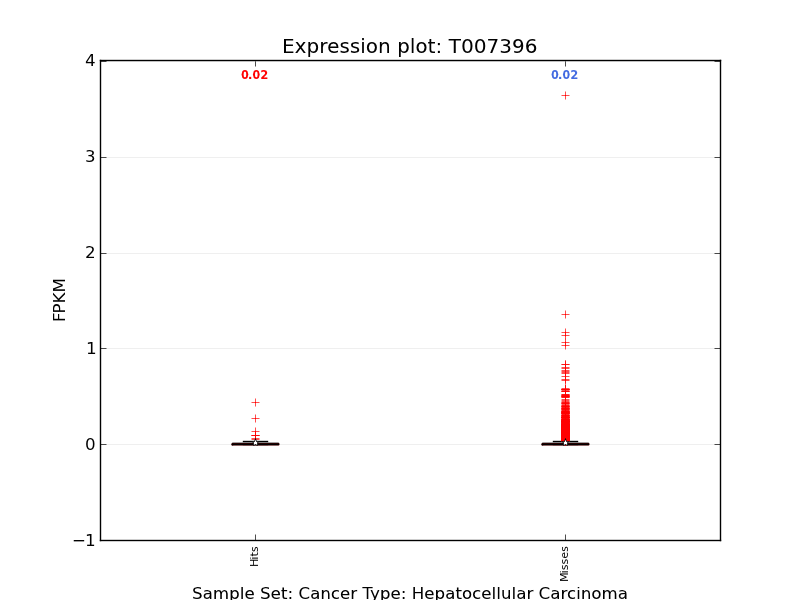 Expression plot: T007396
0.02
0.02
4
3
2
1
0
−1
FPKM
Hits
Misses
Sample Set: Cancer Type: Hepatocellular Carcinoma